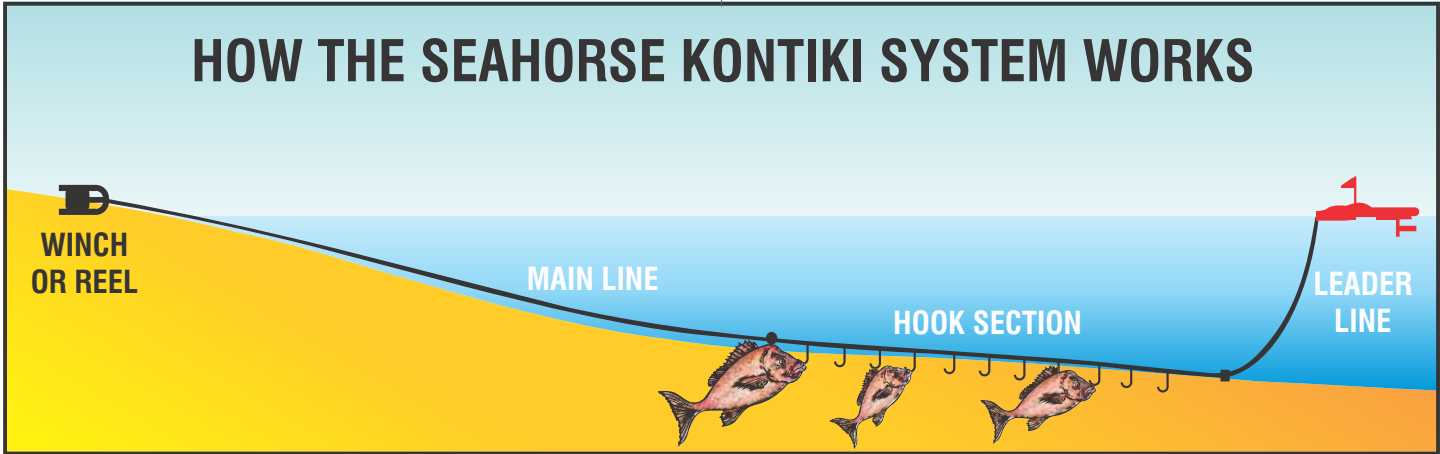 HOW THE SEAHORSE KONTIKI SYSTEM WORKS
WINCH
OR REEL
MAIN LINE
HOOK SECTION
LEADER
LINE